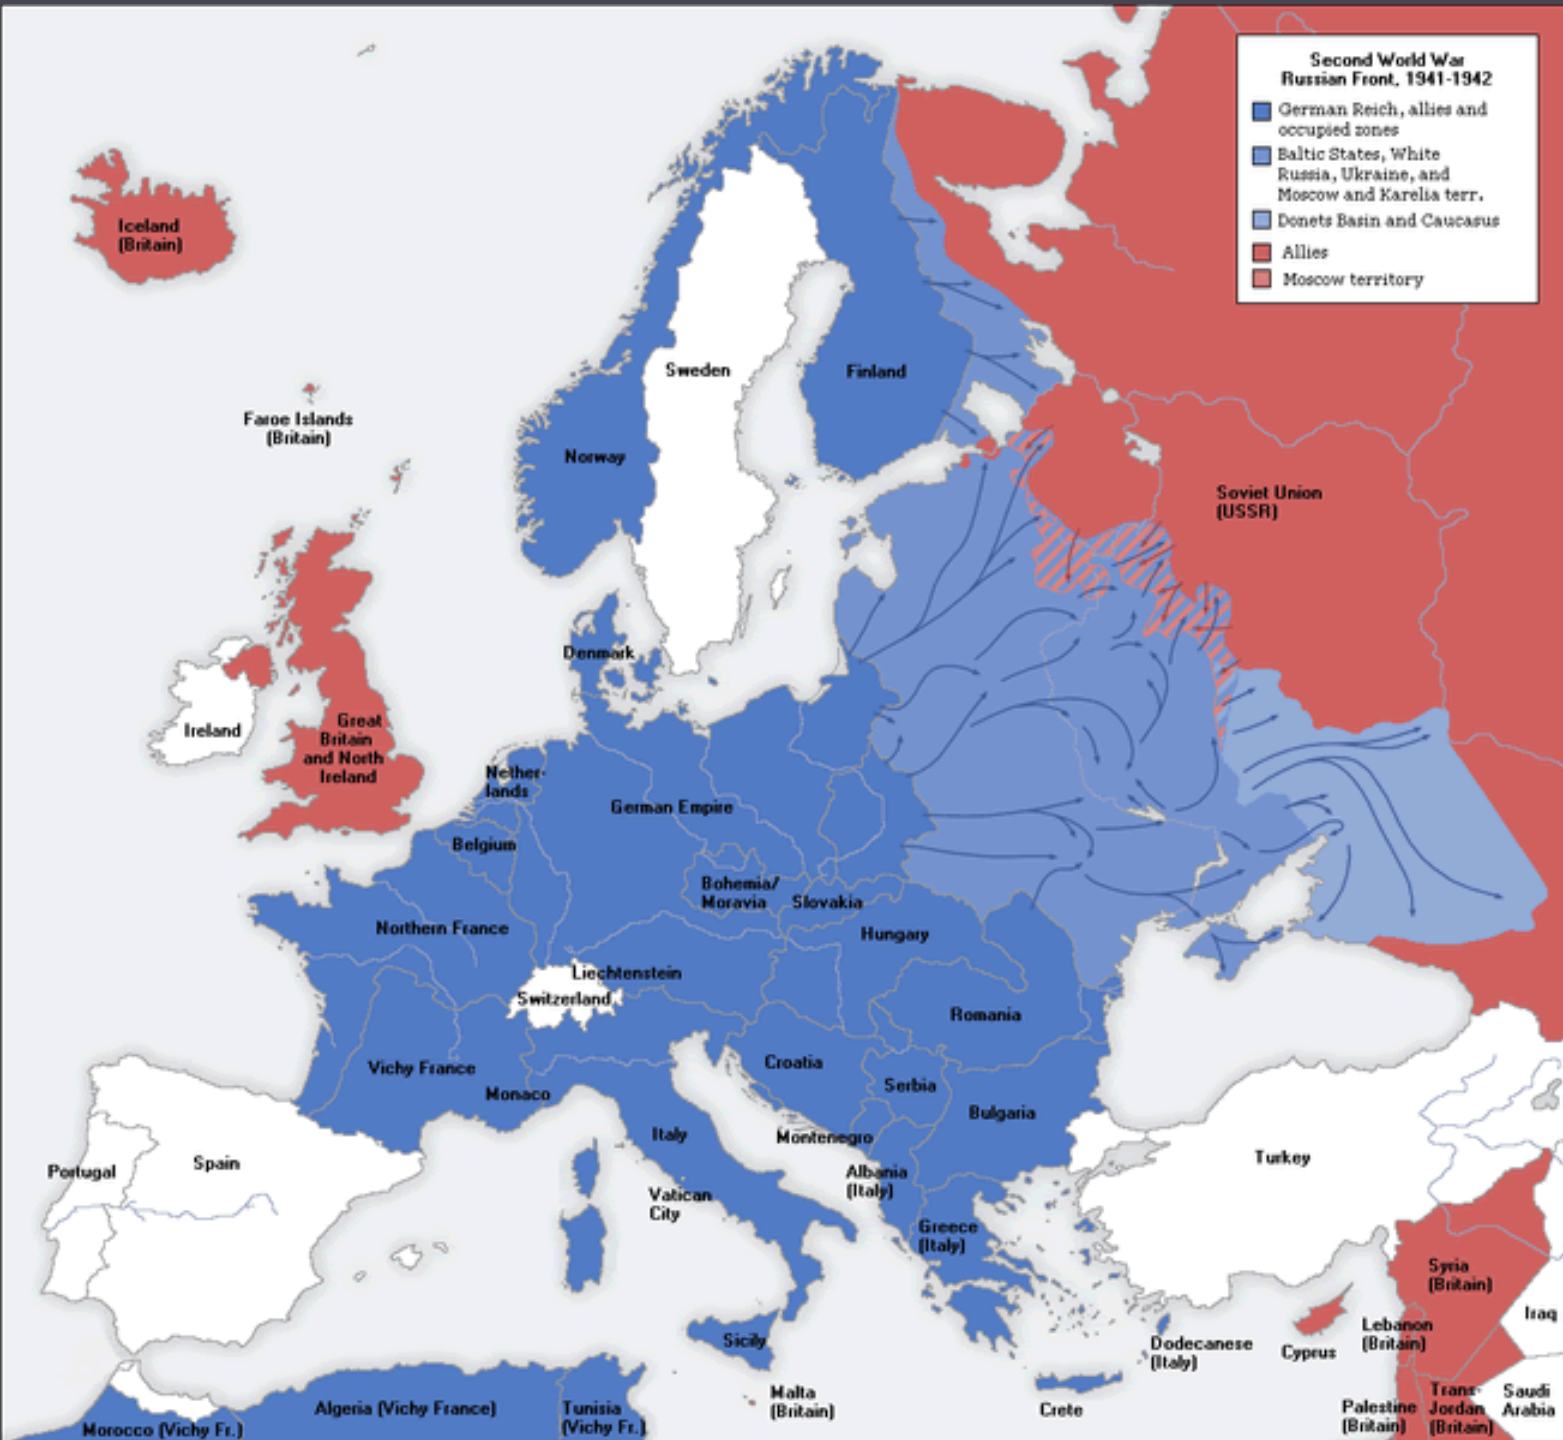 Second World War
Russian Front, 1941-1942
German Reich, allies and
occupied zones
Baltic States, White
Russia, Ukraine, and
Moscow and Karelia terr.
Donets Basin and Caucasus
Allies
Moscow territory
Iceland
(Britain)
Faroe Islands
(Britain)
Sweden
Finland
Norway
Soviet Union
(USSR)
Denmark
Ireland
Great
Britain
and North
Ireland
Nether-
lands
German Empire
Belgium
Bohemia/
Moravia
Slovakia
Northern France
Hungary
Liechtenstein
Switzerland
Romania
Vichy France
Croatia
Monaco
Serbia
Bulgaria
Italy
Montenegro
Portugal
Spain
Turkey
Albania
(Italy)
Vatican
City
Greece
(Italy)
Syria
(Britain)
Iraq
Sicily
Dodecanese
(Italy)
Cyprus
Lebanon
(Britain)
Malta
(Britain)
Crete
Palestine
(Britain)
Trans-
Jordan
(Britain)
Saudi
Arabia
Morocco (Vichy Fr.)
Algeria (Vichy France)
Tunisia
(Vichy Fr.)